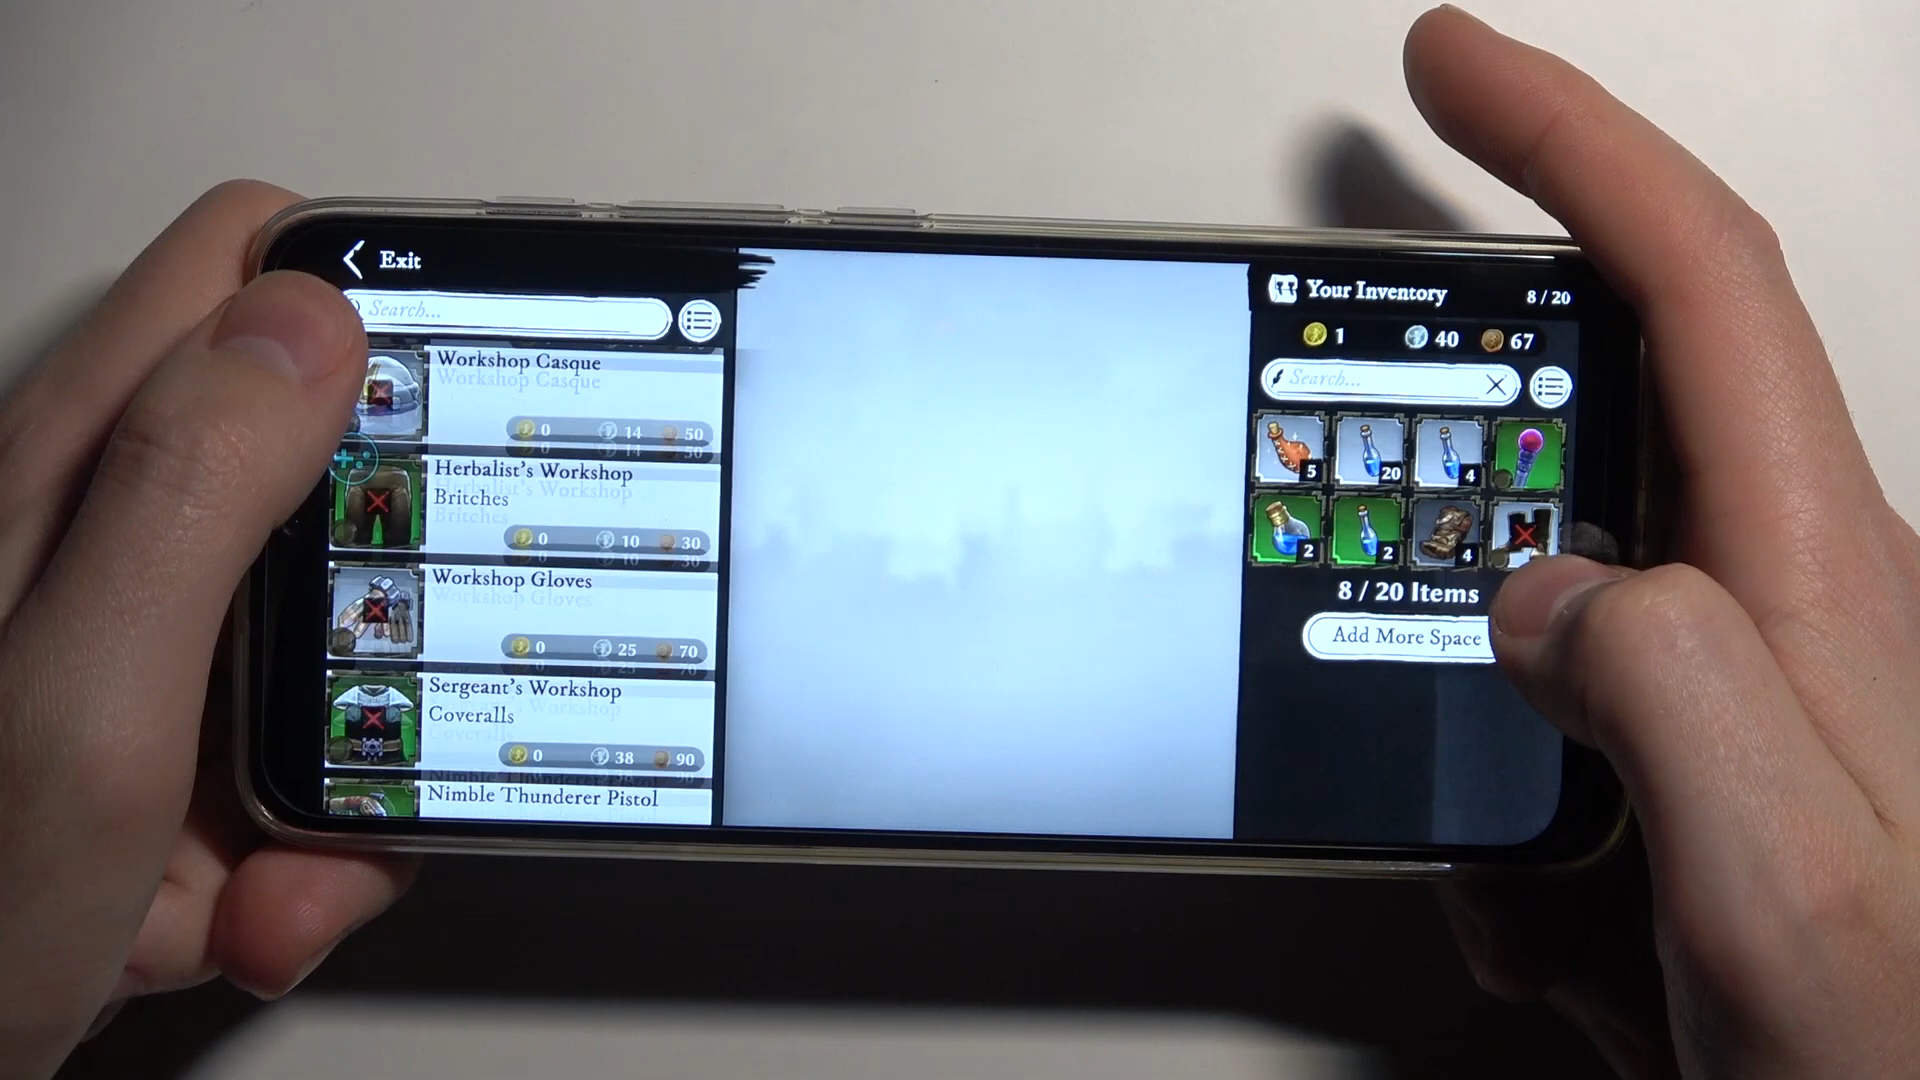 Exit
Search...
Workshop Casque
0 14 50
Herbalist's Workshop
Britches
0 10 30
Workshop Gloves
0 25 70
Sergeant's Workshop
Coveralls
0 38 90
Nimble Thunderer Pistol
Your Inventory 8 / 20
1 40 67
Search...
5 20 4
2 2 4
8 / 20 Items
Add More Space